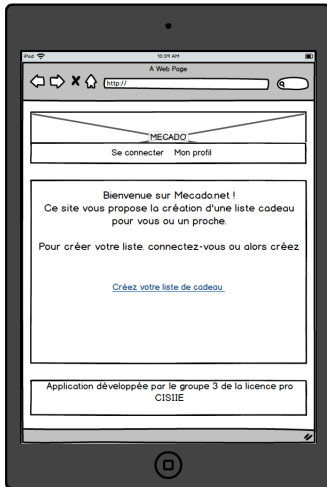 iPad
10:09 AM
A Web Page
http://
MECADO
Se connecter Mon profil
Bienvenue sur Mecado.net !
Ce site vous propose la création d'une liste cadeau
pour vous ou un proche.
Pour créer votre liste. connectez-vous ou alors créez
Créez votre liste de cadeau
Application développée par le groupe 3 de la licence pro
CISIIE